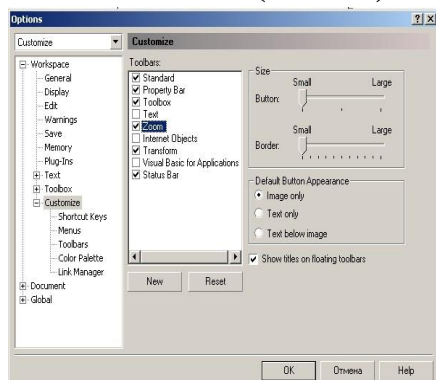 Options
Customize
Workspace
General
Display
Edit
Warnings
Save
Memory
Plug-Ins
Text
Toolbox
Customize
Shortcut Keys
Menus
Toolbars
Color Palette
Link Manager
Document
Global
Customize
Toolbars:
Standard
Property Bar
Toolbox
Text
Zoom
Internet Objects
Transform
Visual Basic for Applications
Status Bar
New Reset
Size
Small Large
Button:
Small Large
Border:
Default Button Appearance
Image only
Text only
Text below image
Show titles on floating toolbars
OK Отмена Help